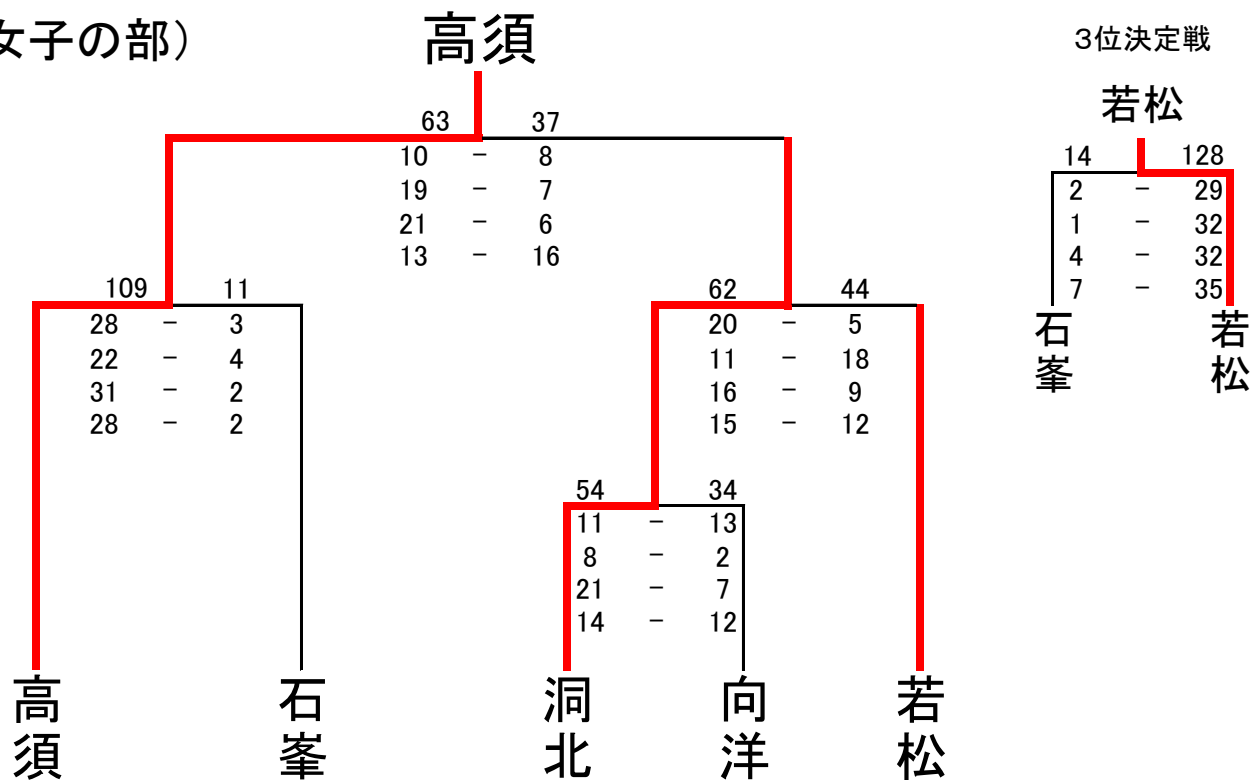 女子の部）
高須
63 37
10 - 8
19 - 7
21 - 6
13 - 16
109 11
28 - 3
22 - 4
31 - 2
28 - 2
62 44
20 - 5
11 - 18
16 - 9
15 - 12
54 34
11 - 13
8 - 2
21 - 7
14 - 12
高須
石峯
洞北
向洋
若松
３位決定戦
若松
14 128
2 - 29
1 - 32
4 - 32
7 - 35
石峯
若松